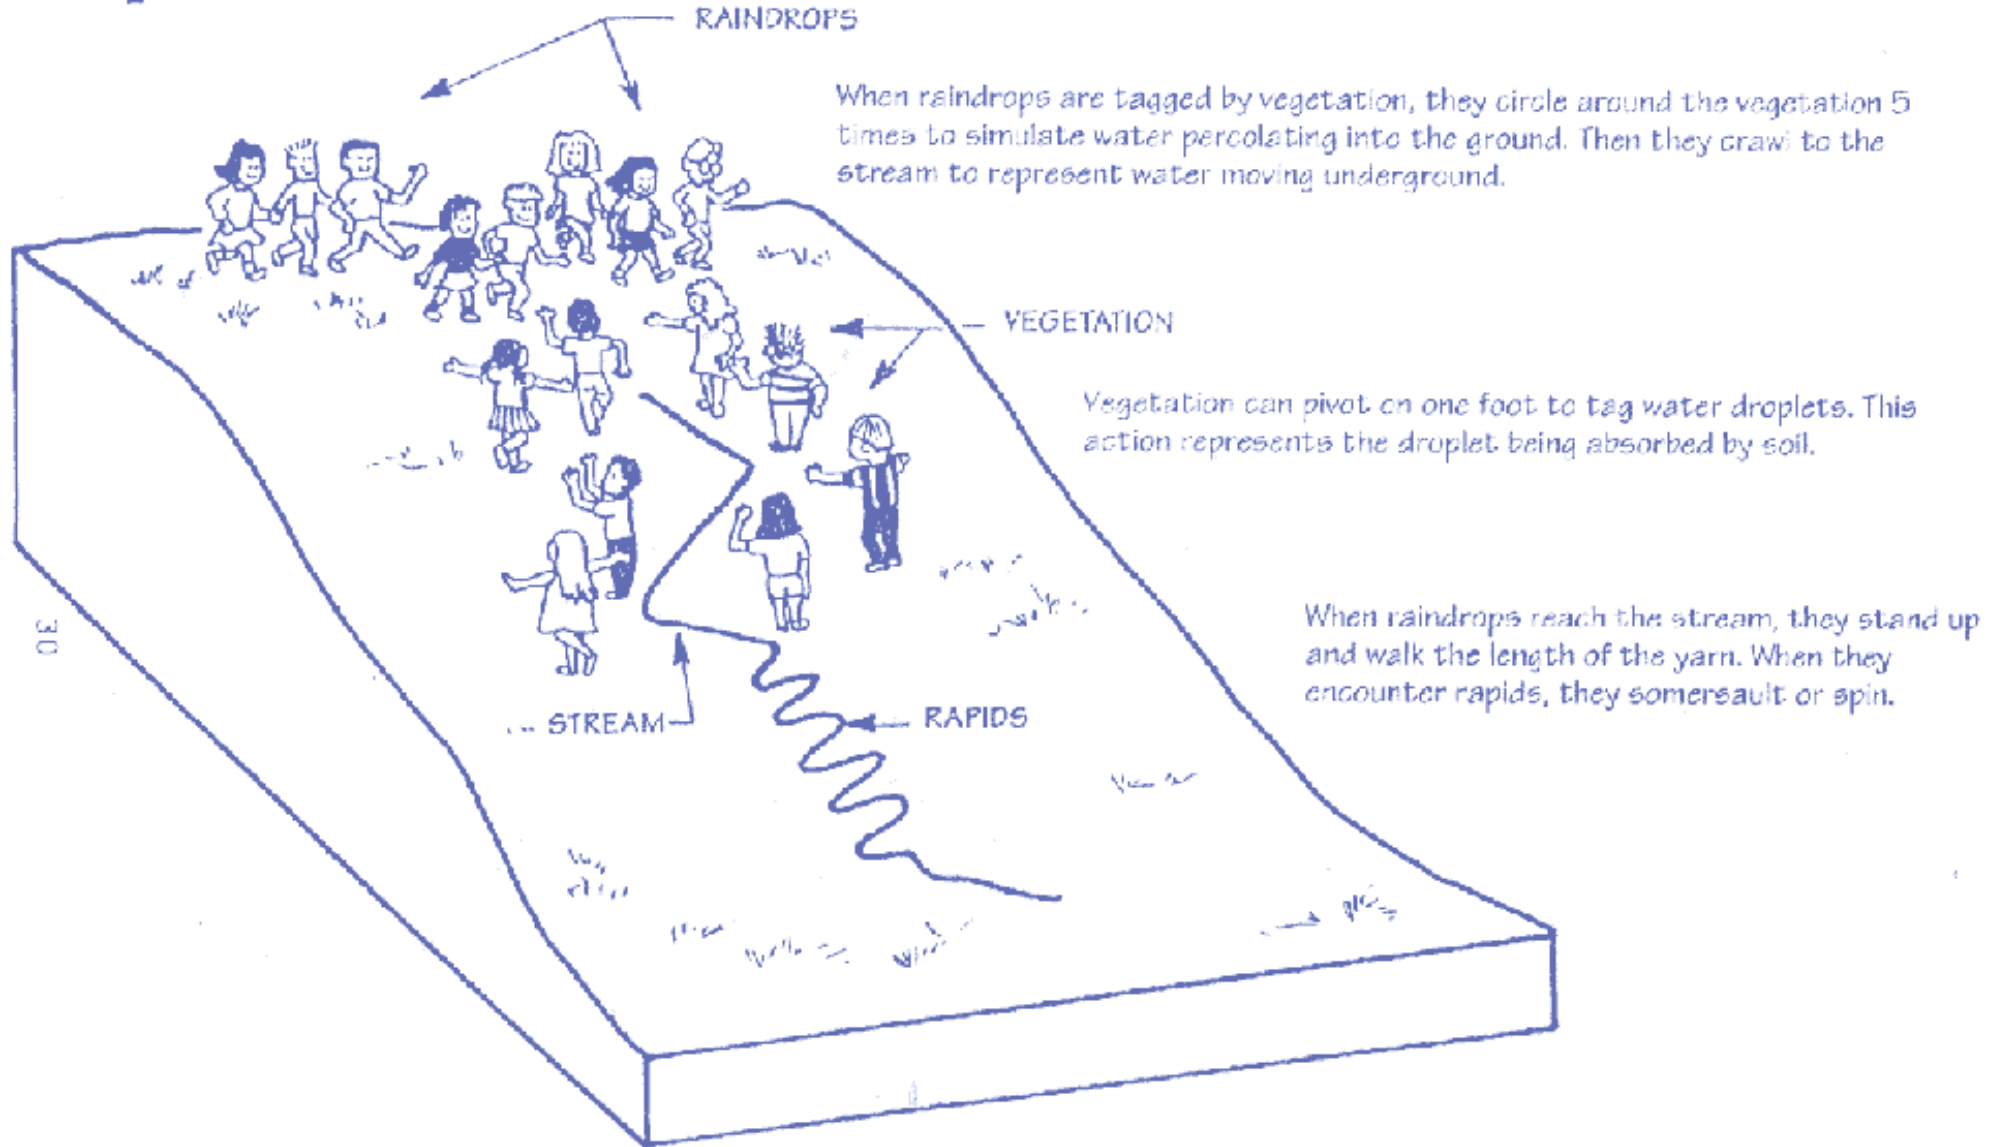 RAINDROPS
When raindrops are tagged by vegetation, they circle around the vegetation 5
times to simulate water percolating into the ground. Then they crawl to the
stream to represent water moving underground.
VEGETATION
Vegetation can pivot on one foot to tag water droplets. This
action represents the droplet being absorbed by soil.
When raindrops reach the stream, they stand up
and walk the length of the yarn. When they
encounter rapids, they somersault or spin.
STREAM
RAPIDS
30